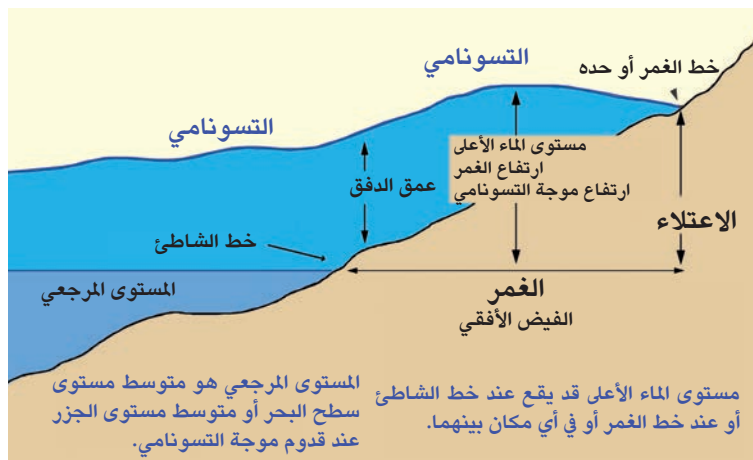 التسونامي
خط الغمر أو حده
التسونامي
مستوى الماء الأعلى
ارتفاع الغمر
ارتفاع موجة التسونامي
عمق الدفق
الاعتلاء
خط الشاطئ
المستوى المرجعي
الغمر
الفيض الأفقي
مستوى الماء الأعلى قد يقع عند خط الشاطئ
أو عند خط الغمر أو في أي مكان بينهما.
المستوى المرجعي هو متوسط مستوى
سطح البحر أو متوسط مستوى الجزر
عند قدوم موجة التسونامي.